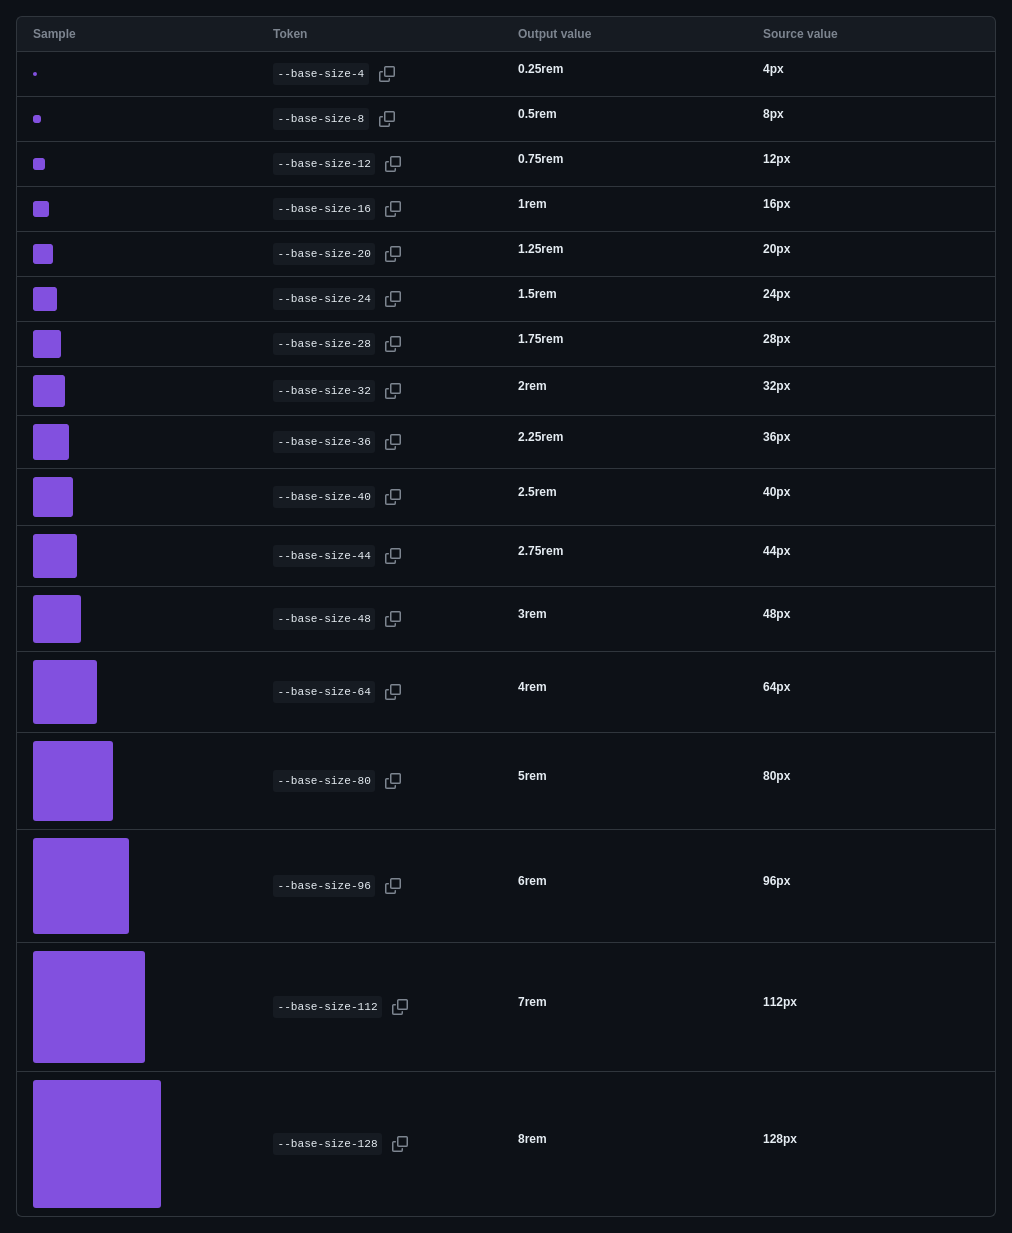 Sample Token Output value Source value
--base-size-4 0.25rem 4px
--base-size-8 0.5rem 8px
--base-size-12 0.75rem 12px
--base-size-16 1rem 16px
--base-size-20 1.25rem 20px
--base-size-24 1.5rem 24px
--base-size-28 1.75rem 28px
--base-size-32 2rem 32px
--base-size-36 2.25rem 36px
--base-size-40 2.5rem 40px
--base-size-44 2.75rem 44px
--base-size-48 3rem 48px
--base-size-64 4rem 64px
--base-size-80 5rem 80px
--base-size-96 6rem 96px
--base-size-112 7rem 112px
--base-size-128 8rem 128px